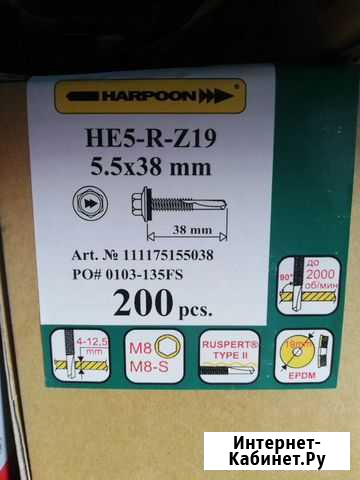 HARPOON
HE5-R-Z19
5.5x38 mm
38 mm
Art. № 111175155038
PO# 0103-135FS
200 pcs.
90°
до
2000
об/мин
4-12,5
mm
M8
M8-S
RUSPERT®
TYPE II
19mm
EPDM
Интернет-
Кабинет.Ру